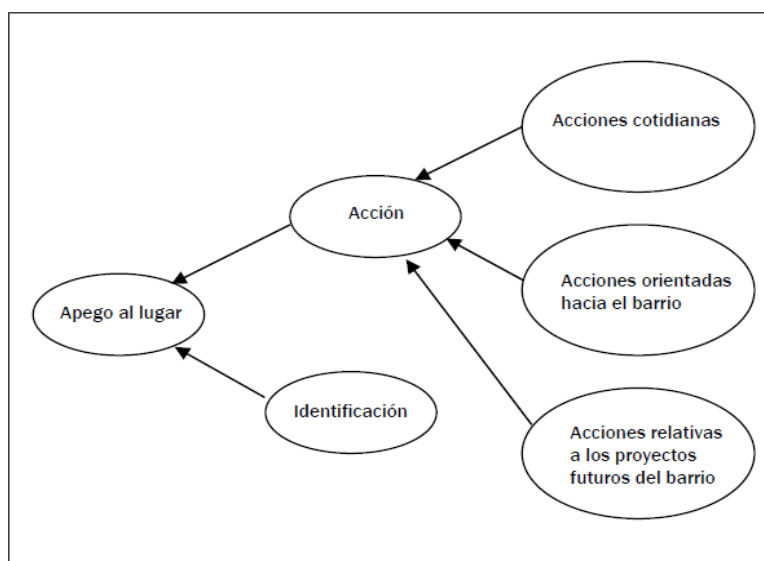 Acciones cotidianas
Acción
Acciones orientadas
hacia el barrio
Apego al lugar
Identificación
Acciones relativas
a los proyectos
futuros del barrio